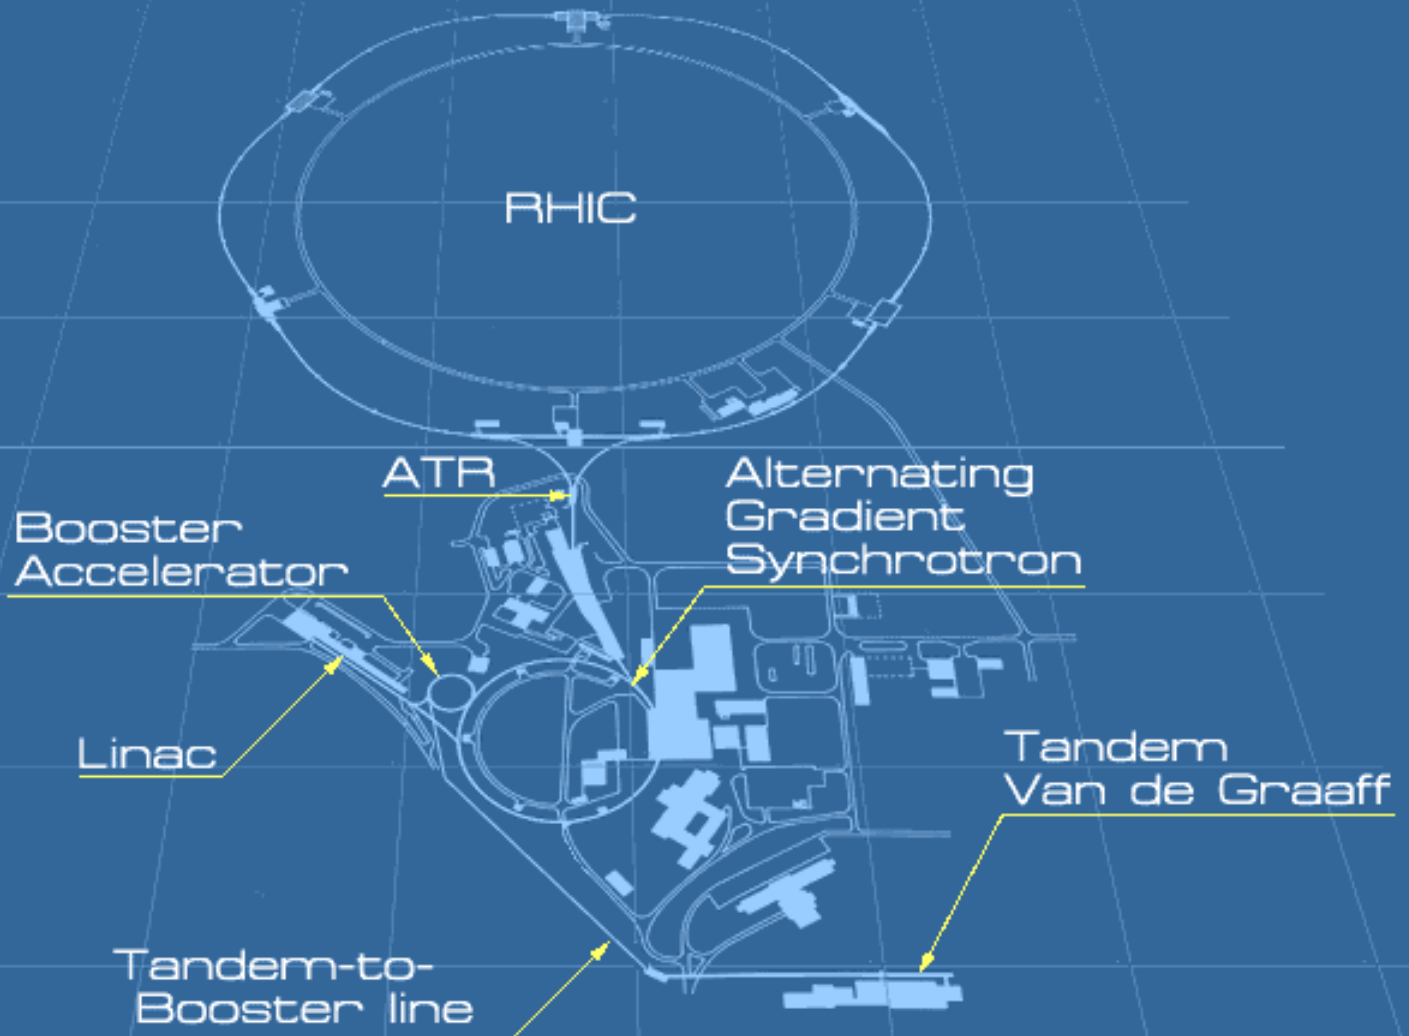 RHIC
ATR
Alternating
Gradient
Synchrotron
Booster
Accelerator
Linac
Tandem
Van de Graaff
Tandem-to-
Booster line